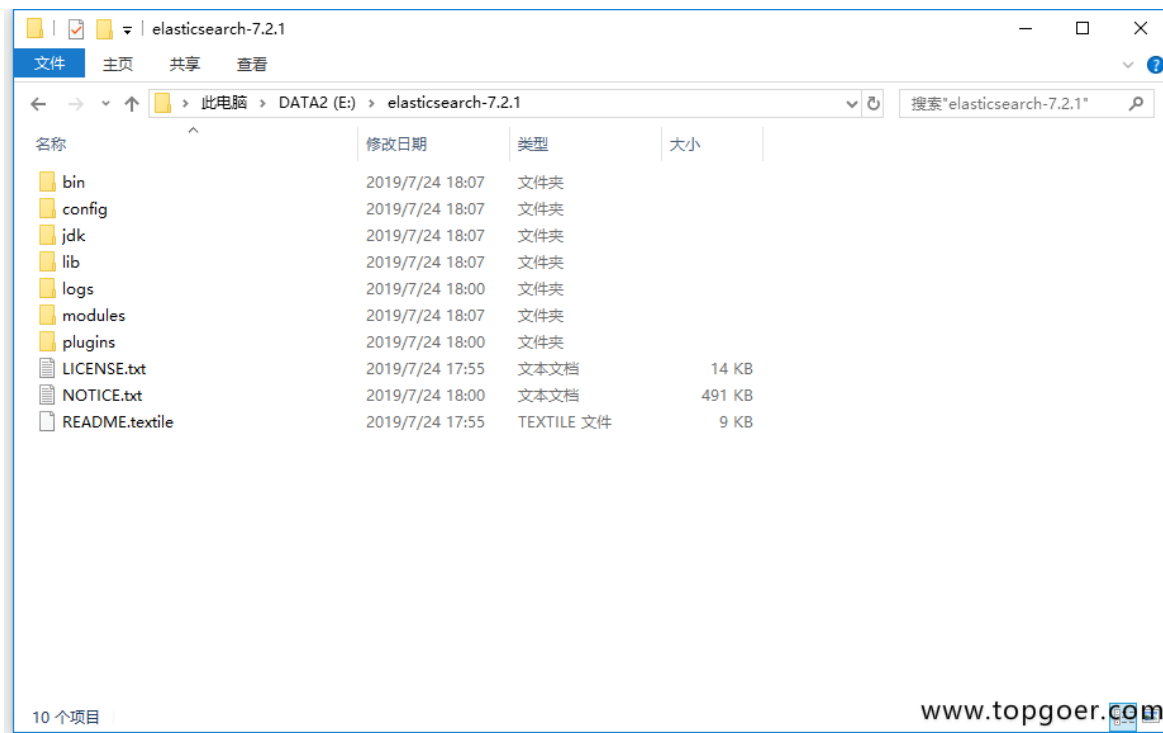 elasticsearch-7.2.1
文件 主页 共享 查看
此电脑 > DATA2 (E:) > elasticsearch-7.2.1 搜索"elasticsearch-7.2.1"
名称 修改日期 类型 大小
bin 2019/7/24 18:07 文件夹
config 2019/7/24 18:07 文件夹
jdk 2019/7/24 18:07 文件夹
lib 2019/7/24 18:07 文件夹
logs 2019/7/24 18:00 文件夹
modules 2019/7/24 18:07 文件夹
plugins 2019/7/24 18:00 文件夹
LICENSE.txt 2019/7/24 17:55 文本文档 14 KB
NOTICE.txt 2019/7/24 18:00 文本文档 491 KB
README.textile 2019/7/24 17:55 TEXTILE 文件 9 KB
10 个项目
www.topgoer.com